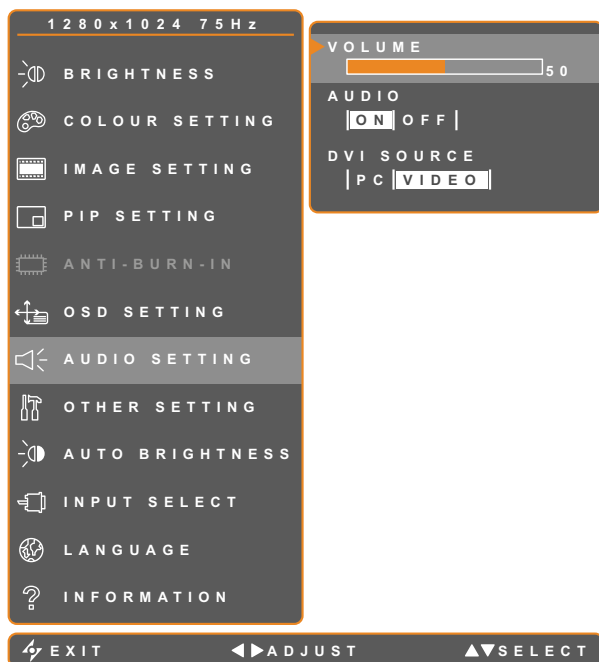 1280x1024 75Hz
BRIGHTNESS
COLOUR SETTING
IMAGE SETTING
PIP SETTING
ANTI-BURN-IN
OSD SETTING
AUDIO SETTING
OTHER SETTING
AUTO BRIGHTNESS
INPUT SELECT
LANGUAGE
INFORMATION
VOLUME
50
AUDIO
ON OFF
DVI SOURCE
PC VIDEO
EXIT ADJUST SELECT